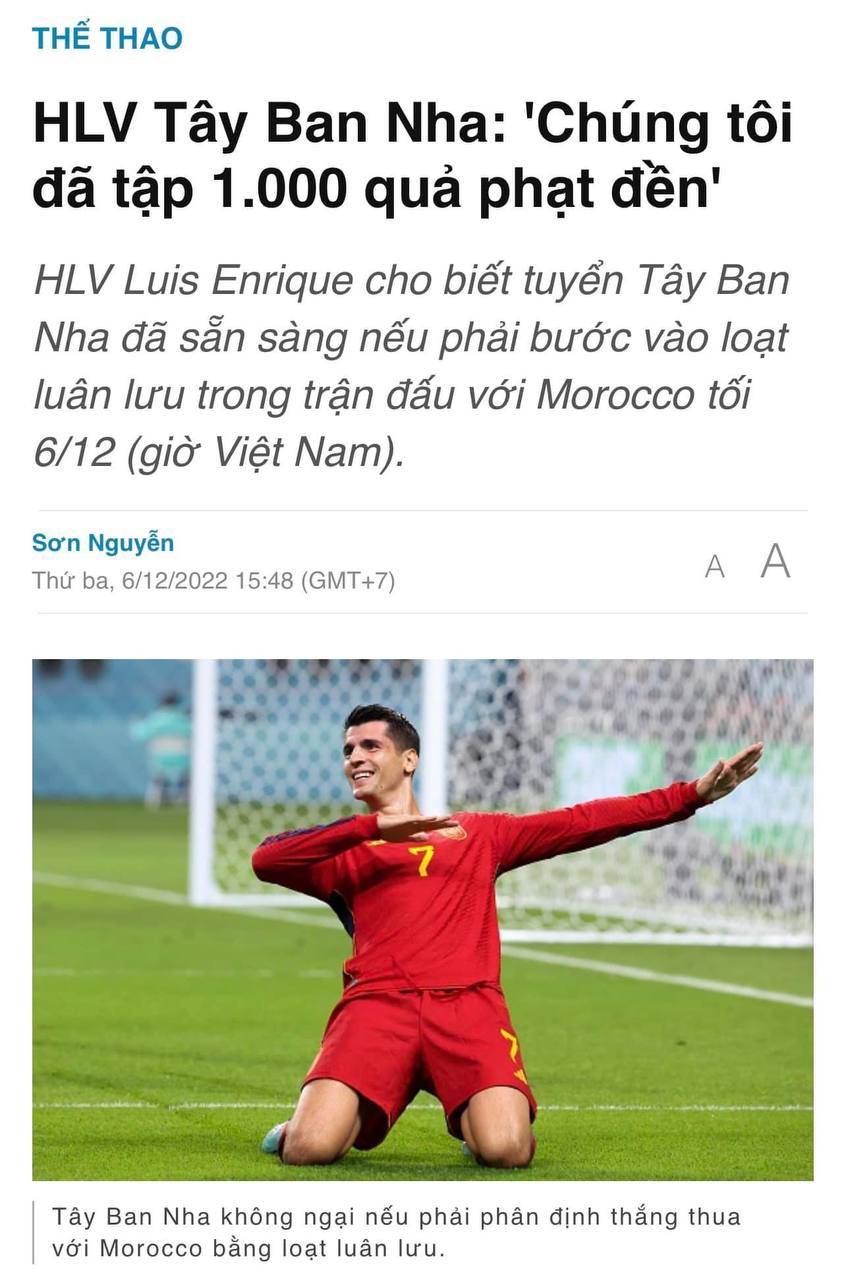 THỂ THAO
HLV Tây Ban Nha: 'Chúng tôi
đã tập 1.000 quả phạt đền'
HLV Luis Enrique cho biết tuyển Tây Ban
Nha đã sẵn sàng nếu phải bước vào loạt
luân lưu trong trận đấu với Morocco tối
6/12 (giờ Việt Nam).
Sơn Nguyễn
Thứ ba, 6/12/2022 15:48 (GMT+7)
A A
7
7
Tây Ban Nha không ngại nếu phải phân định thắng thua
với Morocco bằng loạt luân lưu.